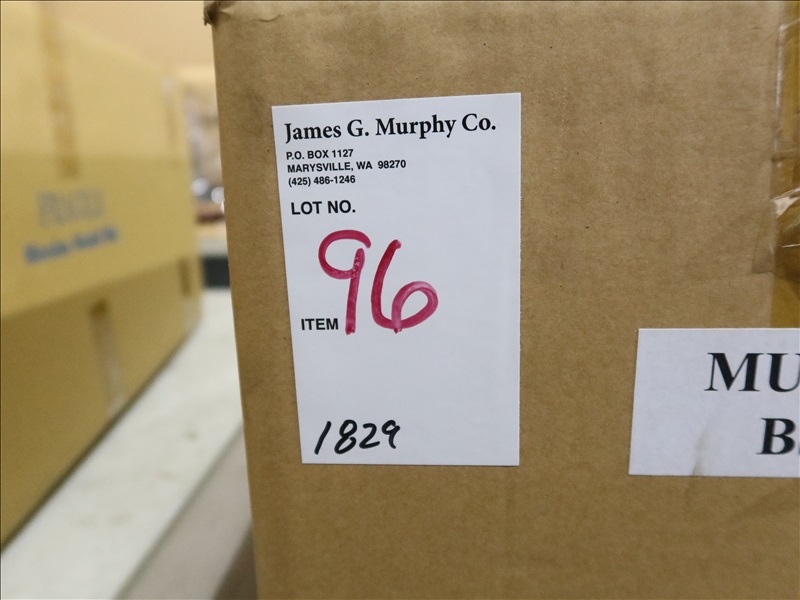 James G. Murphy Co.
P.O. BOX 1127
MARYSVILLE, WA 98270
(425) 486-1246
LOT NO.
96
ITEM
1829
MU
B